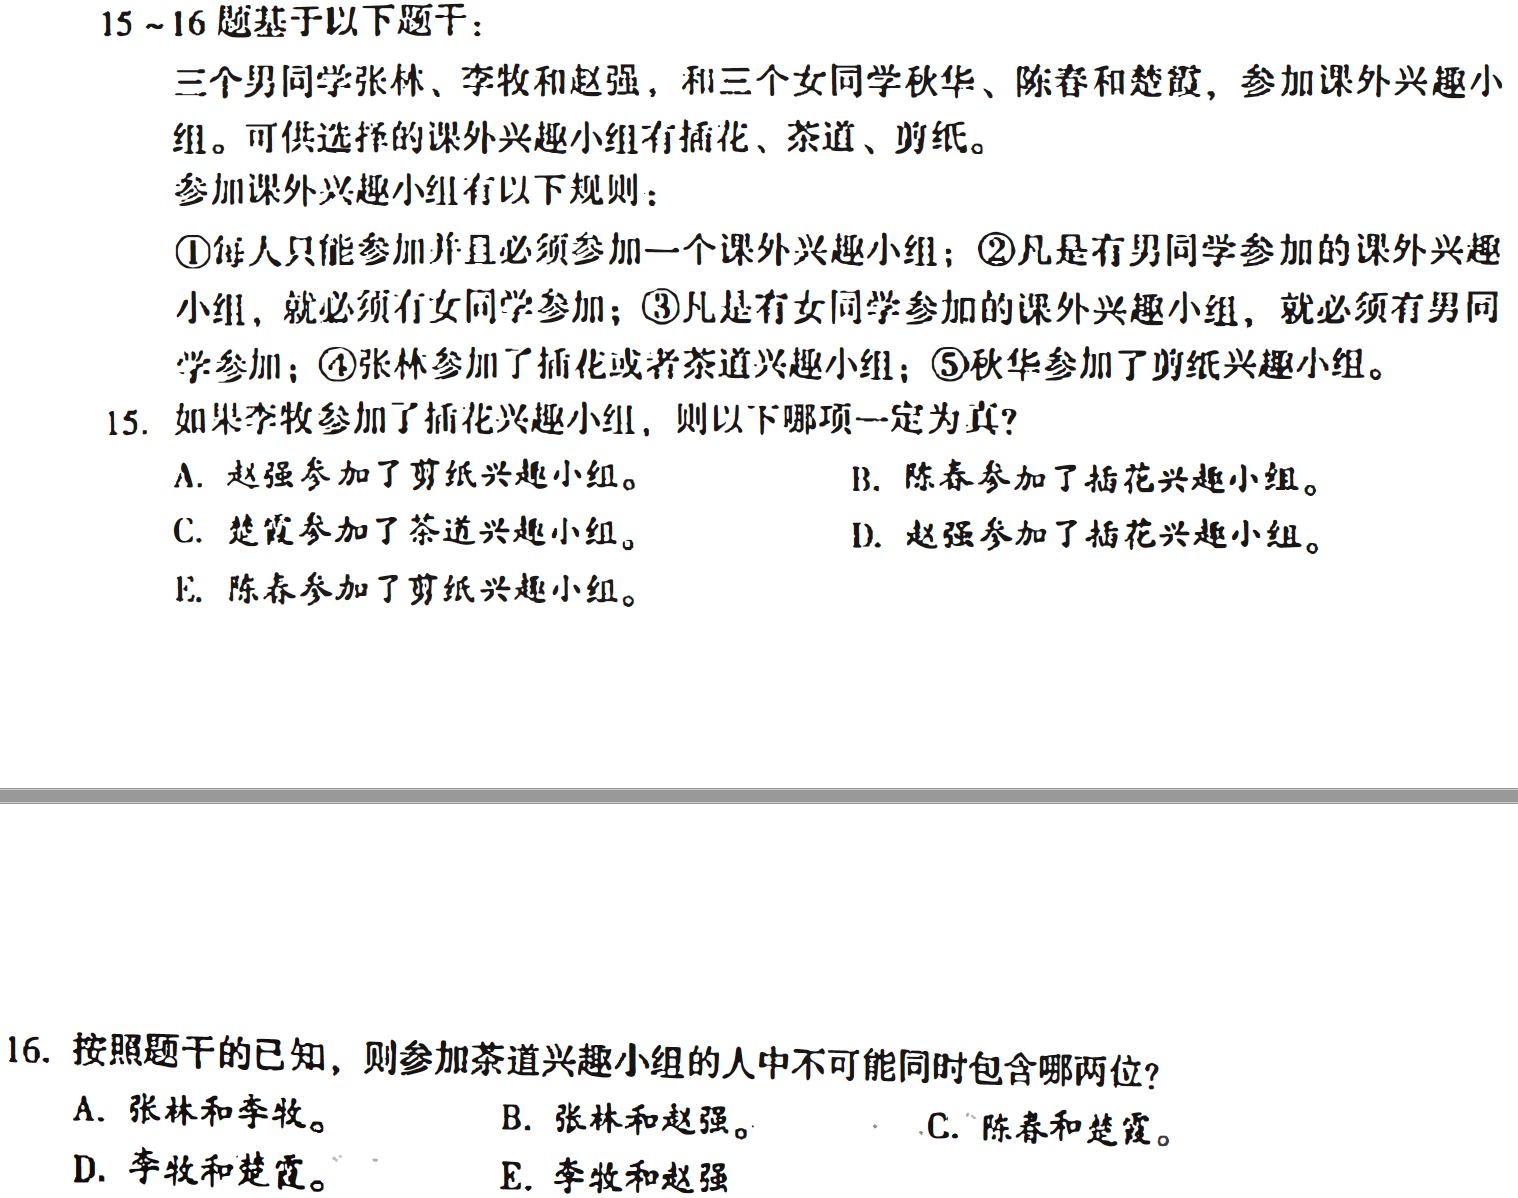 15～16 题基于以下题干：
三个男同学张林、李牧和赵强，和三个女同学秋华、陈春和楚霞，参加课外兴趣小
组。可供选择的课外兴趣小组有插花、茶道、剪纸。
参加课外兴趣小组有以下规则：
①每人只能参加并且必须参加一个课外兴趣小组；②凡是有男同学参加的课外兴趣
小组，就必须有女同学参加；③凡是有女同学参加的课外兴趣小组，就必须有男同
学参加；④张林参加了插花或者茶道兴趣小组；⑤秋华参加了剪纸兴趣小组。
15. 如果李牧参加了插花兴趣小组，则以下哪项一定为真?
A. 赵强参加了剪纸兴趣小组。 B. 陈春参加了插花兴趣小组。
C. 楚霞参加了茶道兴趣小组。 D. 赵强参加了插花兴趣小组。
E. 陈春参加了剪纸兴趣小组。
16. 按照题干的已知，则参加茶道兴趣小组的人中不可能同时包含哪两位?
A. 张林和李牧。 B. 张林和赵强。 C. 陈春和楚霞。
D. 李牧和楚霞。 E. 李牧和赵强